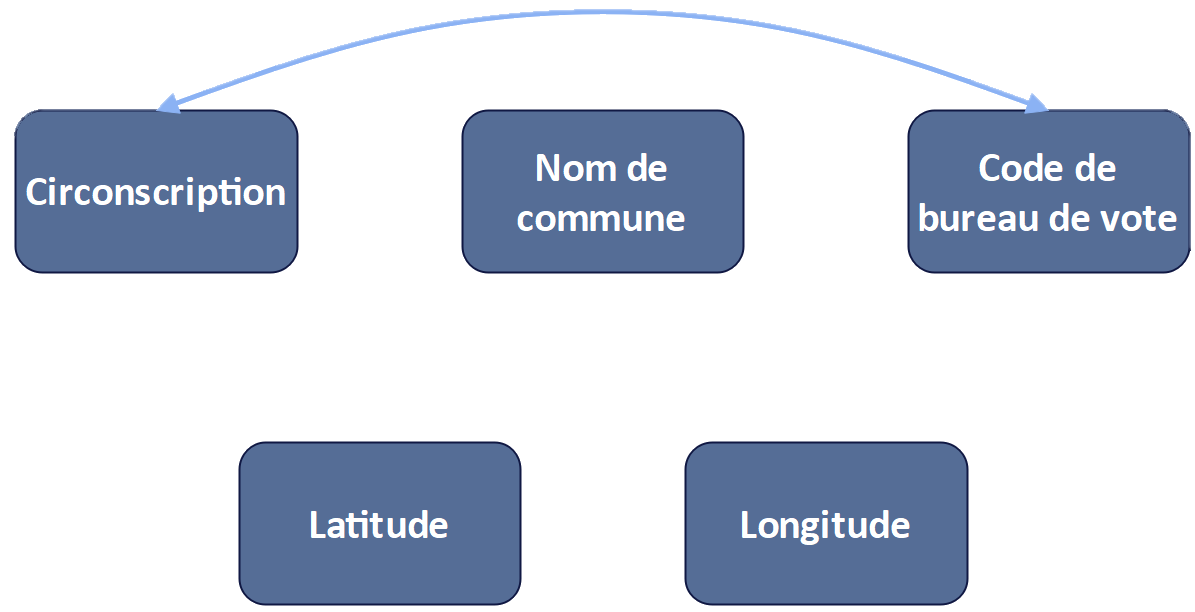 Circonscription
Nom de
commune
Code de
bureau de vote
Latitude
Longitude